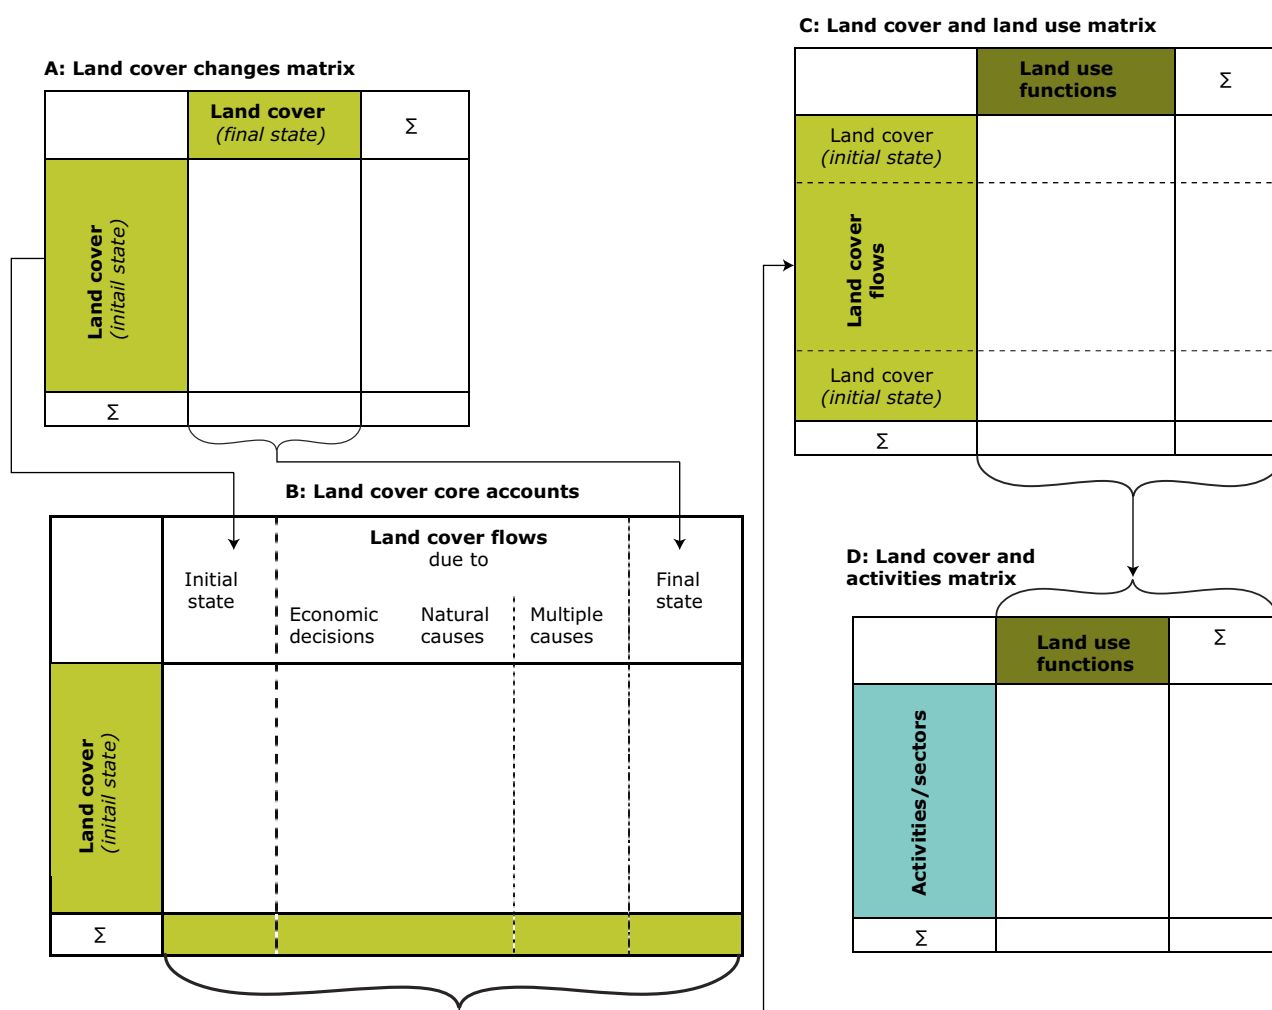 A: Land cover changes matrix
Land cover
(final state)
Σ
Land cover
(initail state)
Σ
B: Land cover core accounts
Land cover flows
due to
Initial
state
Economic
decisions
Natural
causes
Multiple
causes
Final
state
Land cover
(initail state)
Σ
C: Land cover and land use matrix
Land use
functions
Σ
Land cover
(initial state)
Land cover
flows
Land cover
(initial state)
Σ
D: Land cover and
activities matrix
Land use
functions
Σ
Activities/sectors
Σ